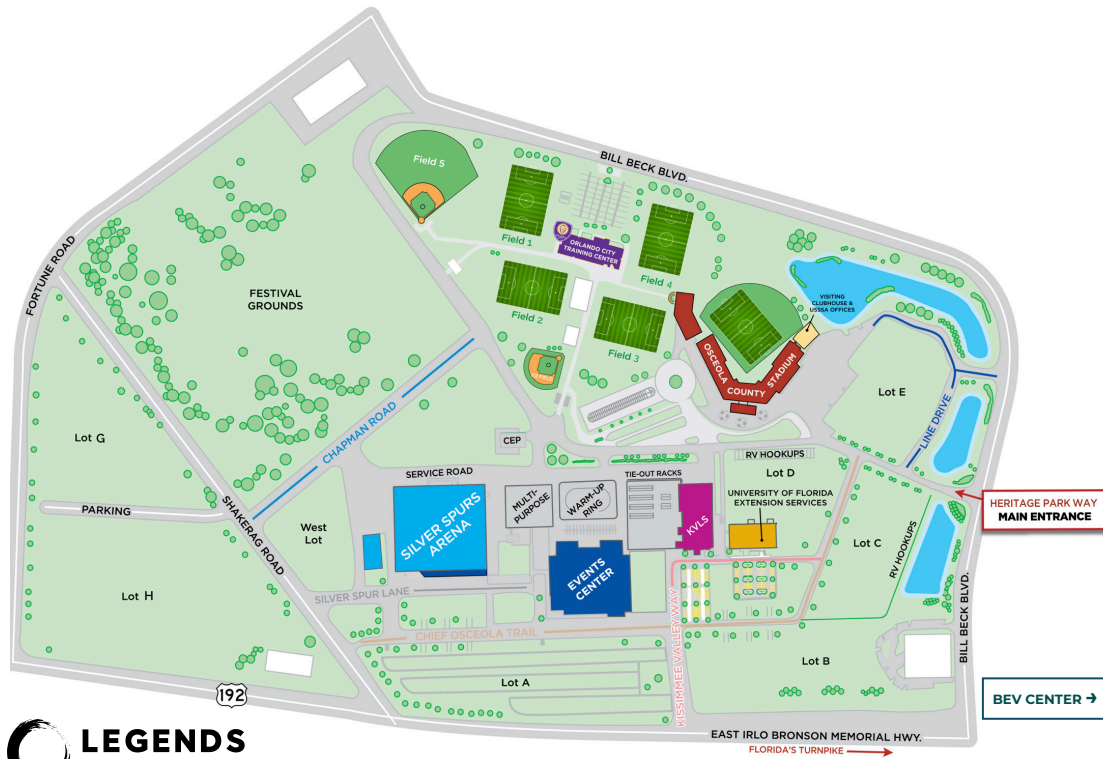 BILL BECK BLVD.
Field 5
Field 1
ORLANDO CITY
TRAINING CENTER
Field 4
FORTUNE ROAD
FESTIVAL
GROUNDS
Field 2
VISITING
CLUBHOUSE &
USSSA OFFICES
Field 3
OSCEOLA
COUNTY
STADIUM
Lot E
LINE DRIVE
CHAPMAN ROAD
Lot G
CEP
SERVICE ROAD
TIE-OUT RACKS
RV HOOKUPS
Lot D
UNIVERSITY OF FLORIDA
EXTENSION SERVICES
HERITAGE PARK WAY
MAIN ENTRANCE
PARKING
SHAKERAG ROAD
West
Lot
SILVER SPURS
ARENA
MULTI-
PURPOSE
WARM-UP
RING
KVLS
Lot C
RV HOOKUPS
EVENTS
CENTER
Lot H
SILVER SPUR LANE
CHIEF OSCEOLA TRAIL
KISSIMMEE VALLEY WAY
BILL BECK BLVD.
Lot A
Lot B
192
BEV CENTER →
LEGENDS
EAST IRLO BRONSON MEMORIAL HWY.
FLORIDA'S TURNPIKE